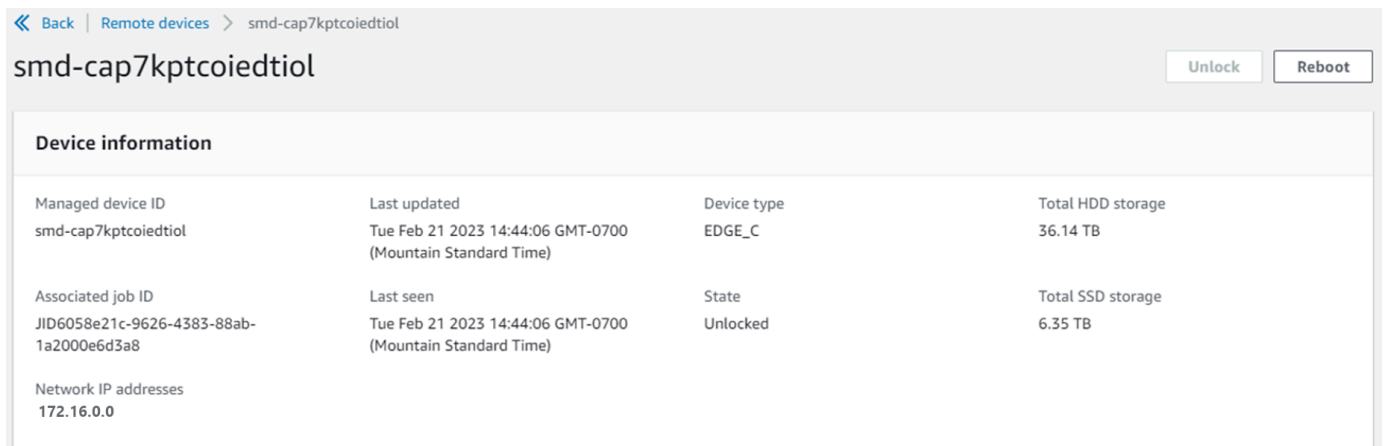 Back | Remote devices > smd-cap7kptcoiedtiol
smd-cap7kptcoiedtiol
Unlock
Reboot
Device information
Managed device ID
smd-cap7kptcoiedtiol
Last updated
Tue Feb 21 2023 14:44:06 GMT-0700
(Mountain Standard Time)
Device type
EDGE_C
Total HDD storage
36.14 TB
Associated job ID
JID6058e21c-9626-4383-88ab-
1a2000e6d3a8
Last seen
Tue Feb 21 2023 14:44:06 GMT-0700
(Mountain Standard Time)
State
Unlocked
Total SSD storage
6.35 TB
Network IP addresses
172.16.0.0